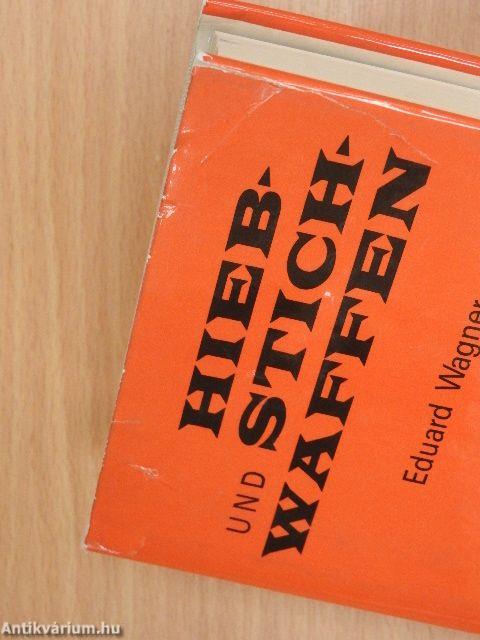 HIEB-
UND STICH-
WAFFEN
Eduard Wagner
Antikvárium.hu